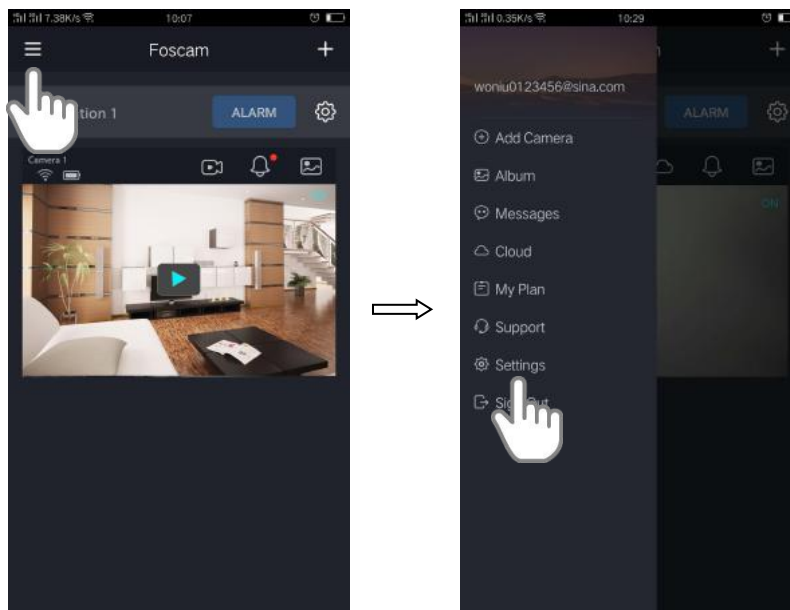 7.38K/s 10:07
Foscam
tion 1 ALARM
Camera 1
0.35K/s 10:29
woniu0123456@sina.com
Add Camera
ALARM
Album
Messages
ON
Cloud
My Plan
Support
Settings